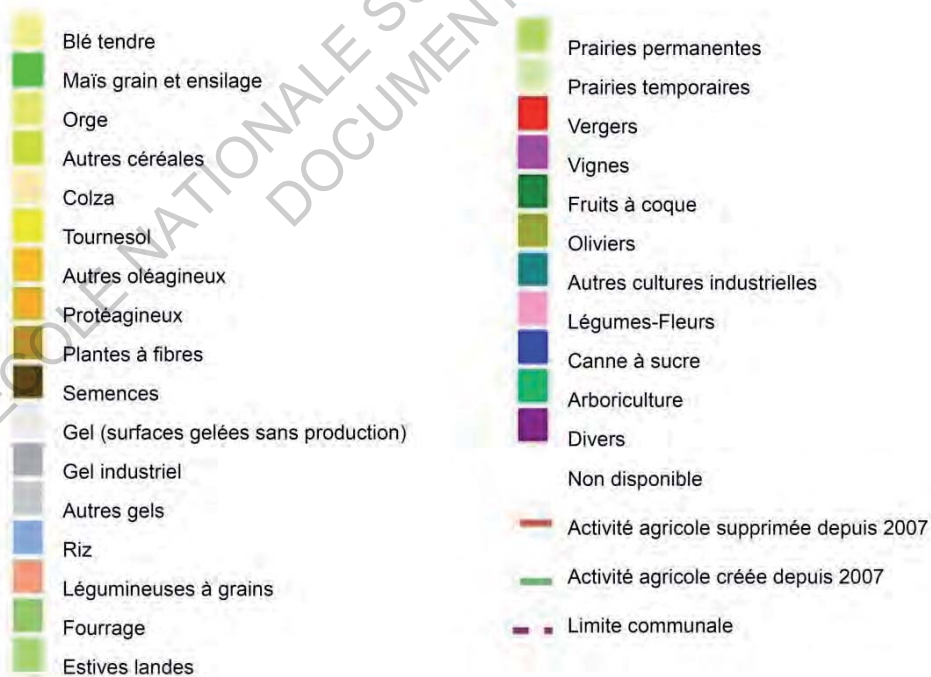 Blé tendre
Maïs grain et ensilage
Orge
Autres céréales
Colza
Tournesol
Autres oléagineux
Protéagineux
Plantes à fibres
Semences
Gel (surfaces gelées sans production)
Gel industriel
Autres gels
Riz
Légumineuses à grains
Fourrage
Estives landes
Prairies permanentes
Prairies temporaires
Vergers
Vignes
Fruits à coque
Oliviers
Autres cultures industrielles
Légumes-Fleurs
Canne à sucre
Arboriculture
Divers
Non disponible
Activité agricole supprimée depuis 2007
Activité agricole créée depuis 2007
Limite communale
ECOLE NATIONALE
DOCUMENT